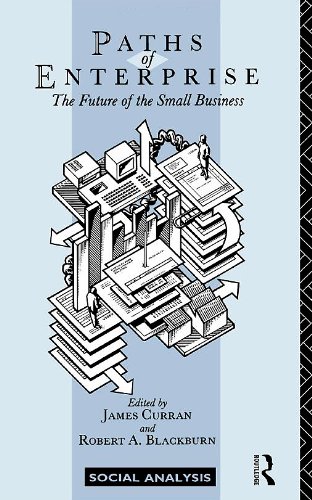 PATHS
of
ENTERPRISE
The Future of the Small Business
Edited by
JAMES CURRAN
and
ROBERT A. BLACKBURN
SOCIAL ANALYSIS
ROUTLEDGE